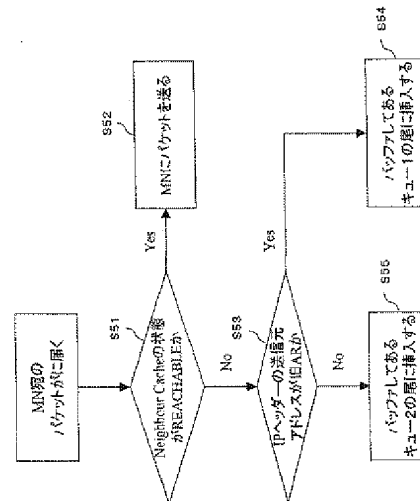 MN宛の
パケットがに届く
S51
Neighbour Cacheの状態
がREACHABLEか
Yes
S52
MNにパケットを送る
No
S53
IPヘッダーの送信元
アドレスが旧ARか
Yes
S54
バッファしてある
キュー1の尾に挿入する
No
S55
バッファしてある
キュー2の尾に挿入する